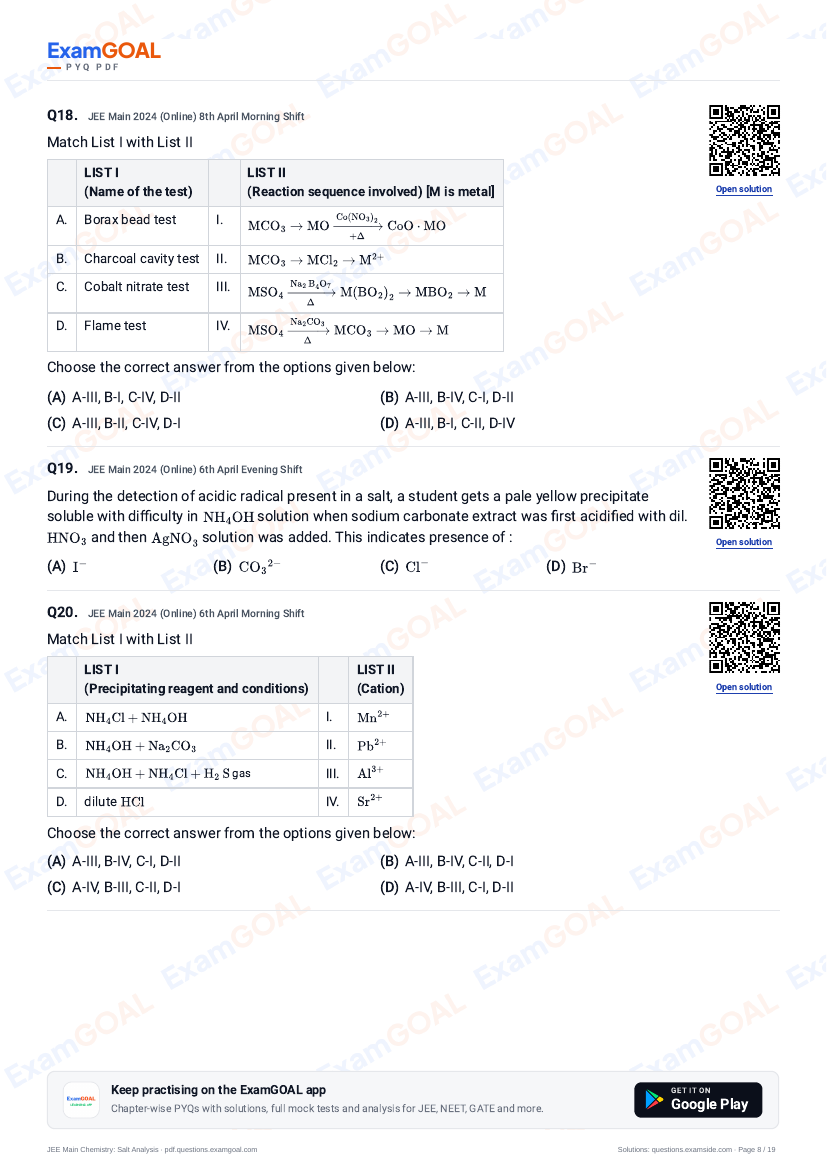 ExamGOAL
PYQ PDF
Q18. JEE Main 2024 (Online) 8th April Morning Shift
Match List I with List II
Open solution
LIST I
(Name of the test)
LIST II
(Reaction sequence involved) [M is metal]
A. Borax bead test I. MCO₃ → MO —Co(NO₃)₂/+Δ→ CoO · MO
B. Charcoal cavity test II. MCO₃ → MCl₂ → M²⁺
C. Cobalt nitrate test III. MSO₄ —Na₂ B₄O₇/Δ→ M(BO₂)₂ → MBO₂ → M
D. Flame test IV. MSO₄ —Na₂CO₃/Δ→ MCO₃ → MO → M
Choose the correct answer from the options given below:
(A) A-III, B-I, C-IV, D-II (B) A-III, B-IV, C-I, D-II
(C) A-III, B-II, C-IV, D-I (D) A-III, B-I, C-II, D-IV
Q19. JEE Main 2024 (Online) 6th April Evening Shift
During the detection of acidic radical present in a salt, a student gets a pale yellow precipitate
soluble with difficulty in NH₄OH solution when sodium carbonate extract was first acidified with dil.
HNO₃ and then AgNO₃ solution was added. This indicates presence of :
Open solution
(A) I⁻ (B) CO₃²⁻ (C) Cl⁻ (D) Br⁻
Q20. JEE Main 2024 (Online) 6th April Morning Shift
Match List I with List II
Open solution
LIST I
(Precipitating reagent and conditions)
LIST II
(Cation)
A. NH₄Cl + NH₄OH I. Mn²⁺
B. NH₄OH + Na₂CO₃ II. Pb²⁺
C. NH₄OH + NH₄Cl + H₂ S gas III. Al³⁺
D. dilute HCl IV. Sr²⁺
Choose the correct answer from the options given below:
(A) A-III, B-IV, C-I, D-II (B) A-III, B-IV, C-II, D-I
(C) A-IV, B-III, C-II, D-I (D) A-IV, B-III, C-I, D-II
ExamGOAL
Keep practising on the ExamGOAL app
Chapter-wise PYQs with solutions, full mock tests and analysis for JEE, NEET, GATE and more.
GET IT ON
Google Play
JEE Main Chemistry: Salt Analysis · pdf.questions.examgoal.com Solutions: questions.examside.com · Page 8 / 19